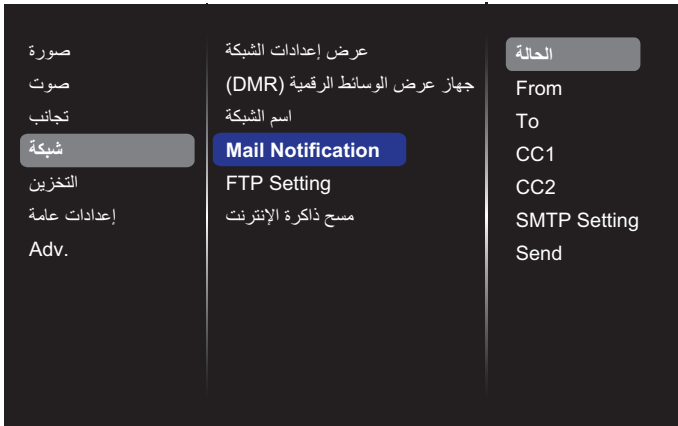 صورة
صوت
تجانب
شبكة
التخزين
إعدادات عامة
Adv.
عرض إعدادات الشبكة
جهاز عرض الوسائط الرقمية (DMR)
اسم الشبكة
Mail Notification
FTP Setting
مسح ذاكرة الإنترنت
الحالة
From
To
CC1
CC2
SMTP Setting
Send